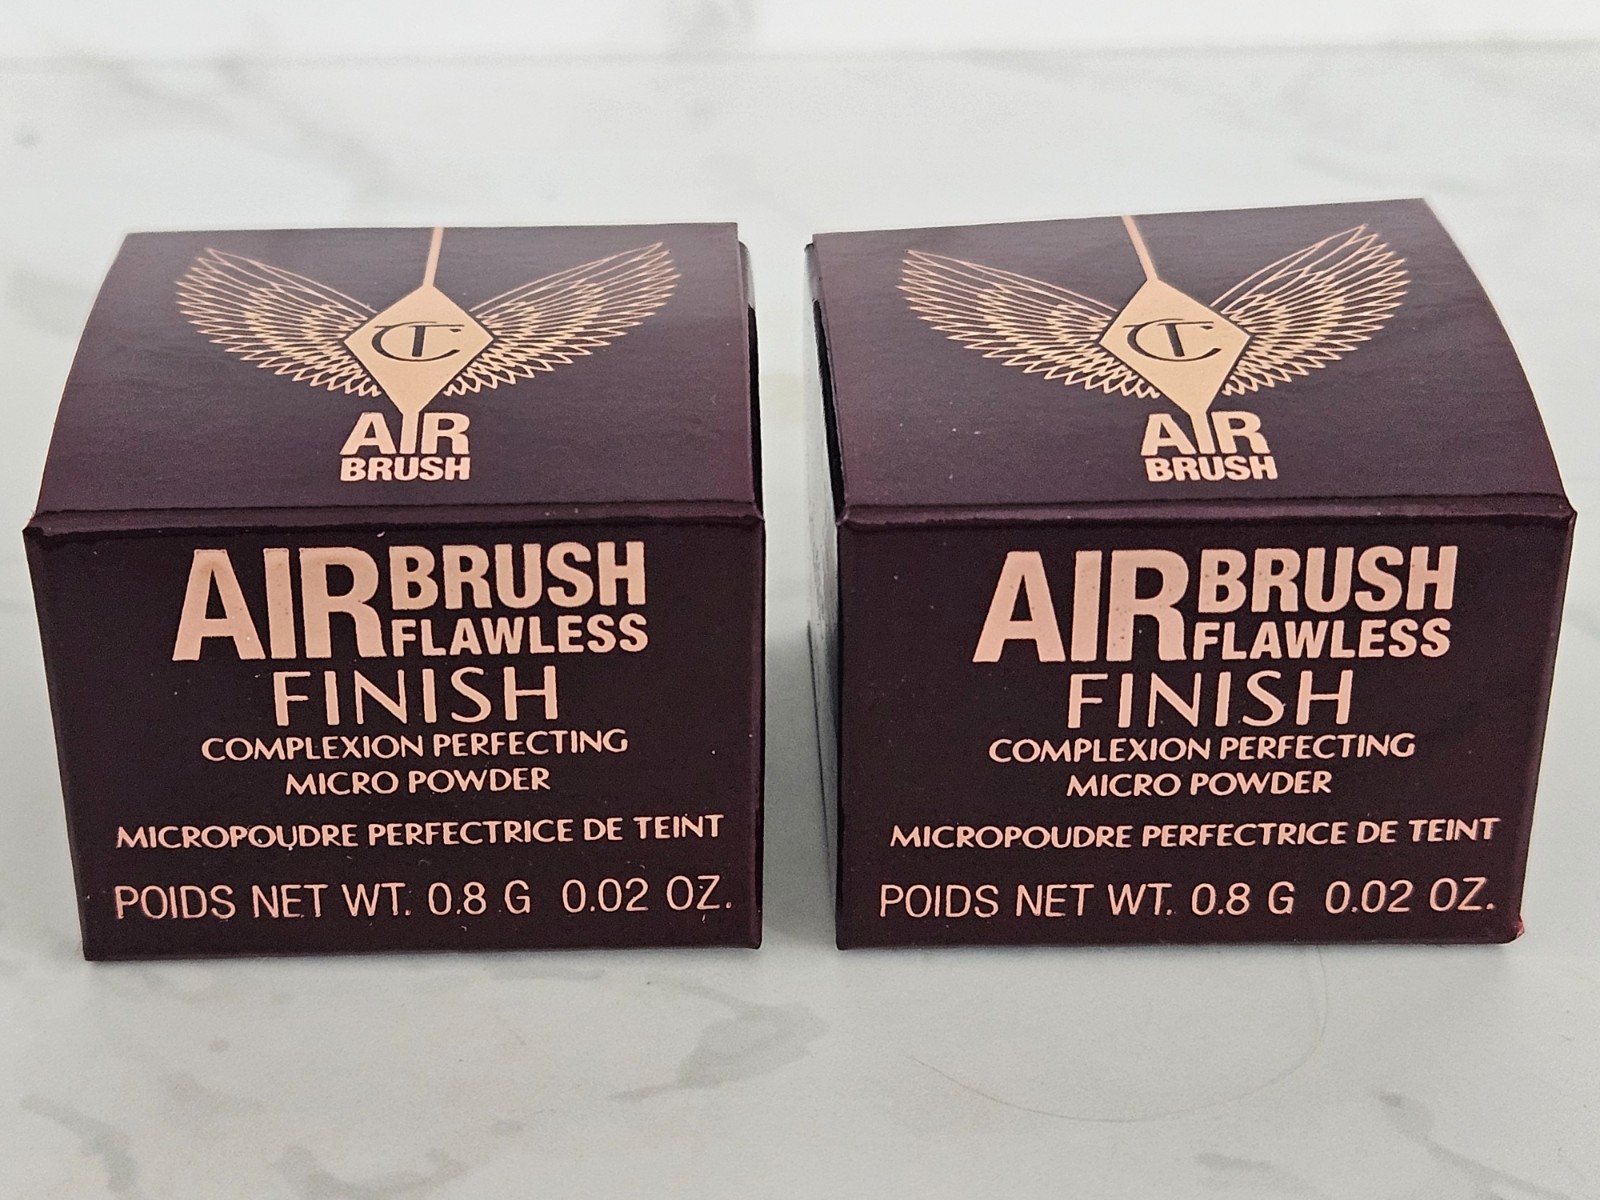 CT
AIR
BRUSH
AIRBRUSH
FLAWLESS
FINISH
COMPLEXION PERFECTING
MICRO POWDER
MICROPOUDRE PERFECTRICE DE TEINT
POIDS NET WT. 0.8 G 0.02 OZ.
CT
AIR
BRUSH
AIRBRUSH
FLAWLESS
FINISH
COMPLEXION PERFECTING
MICRO POWDER
MICROPOUDRE PERFECTRICE DE TEINT
POIDS NET WT. 0.8 G 0.02 OZ.